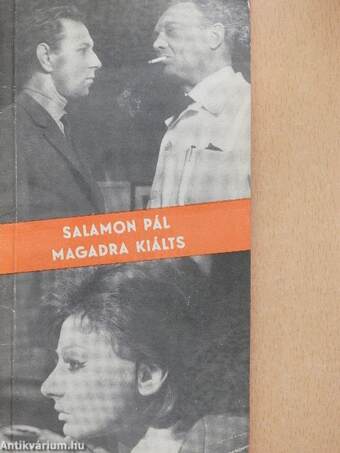 SALAMON PÁL
MAGADRA KIÁLTS
Antikvárium.hu